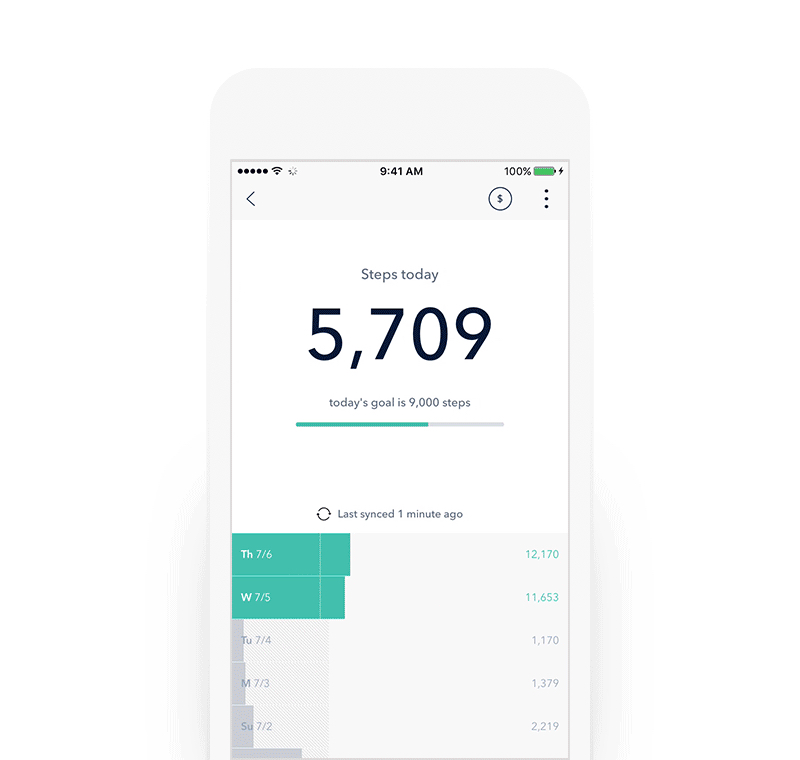 9:41 AM 100%
$
Steps today
5,709
today's goal is 9,000 steps
Last synced 1 minute ago
Th 7/6 12,170
W 7/5 11,653
Tu 7/4 1,170
M 7/3 1,379
Su 7/2 2,219